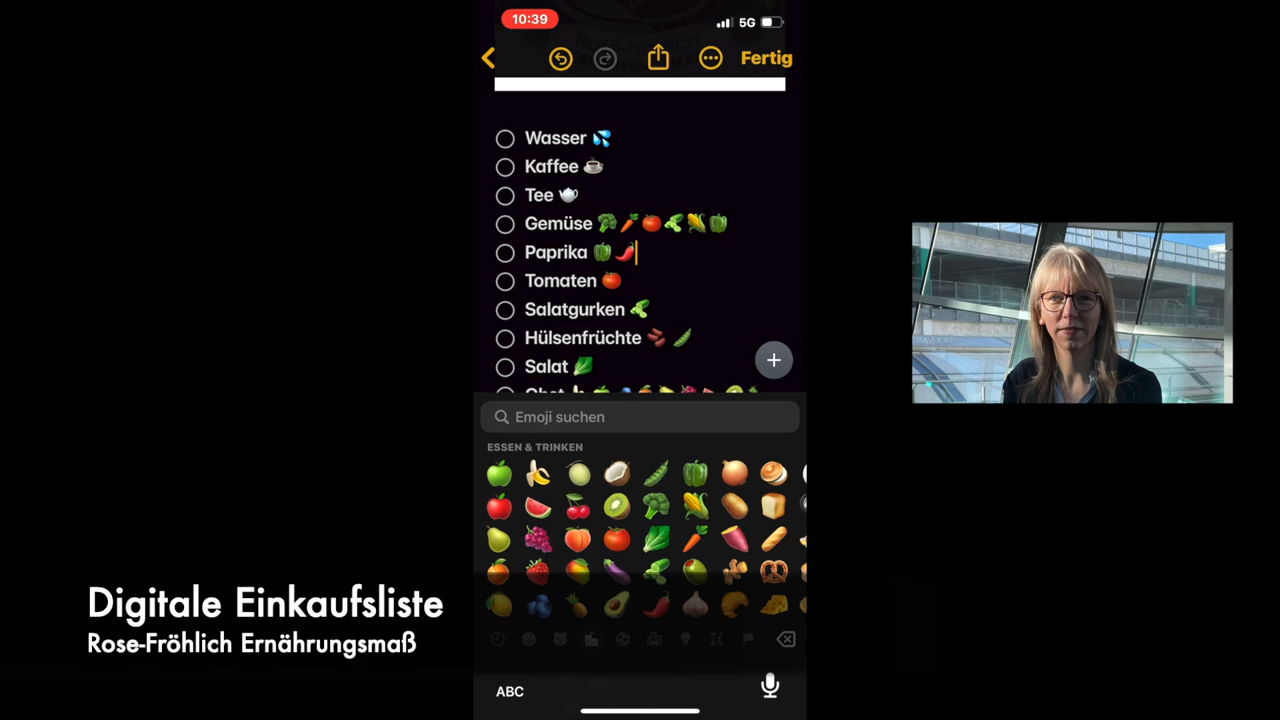 10:39
5G
Fertig
Wasser 💦
Kaffee ☕
Tee 🫖
Gemüse 🥦🥕🍅🥒🌽🫑
Paprika 🫑🌶️
Tomaten 🍅
Salatgurken 🥒
Hülsenfrüchte 🫘🫛
Salat 🥬
Emoji suchen
ESSEN & TRINKEN
ABC
Digitale Einkaufsliste
Rose-Fröhlich Ernährungsmaß